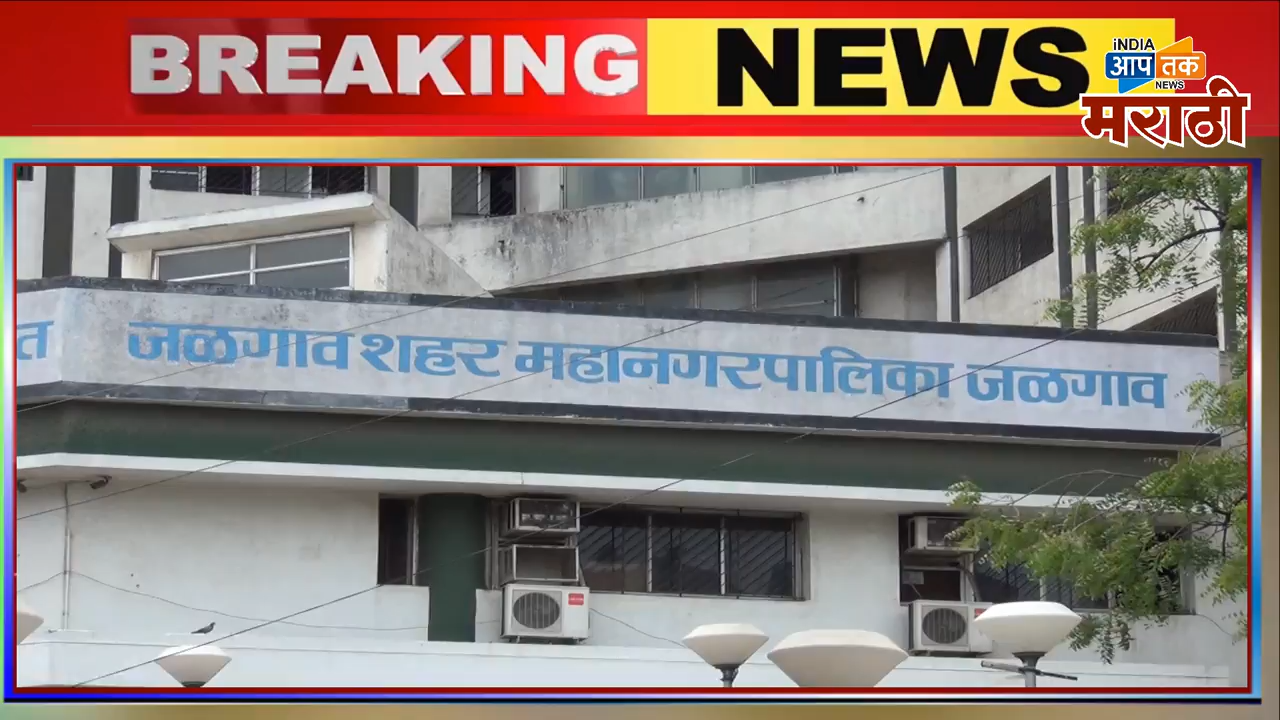 BREAKING NEWS
INDIA
आप तक
NEWS
मराठी
त जळगाव शहर महानगरपालिका जळगाव